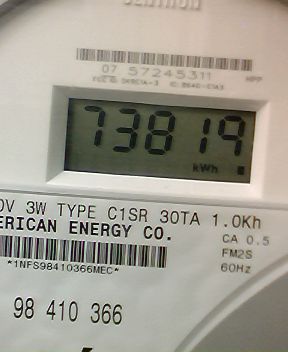 CENTRON
07 57245311
73819
kWh
0V 3W TYPE C1SR 30TA 1.0Kh
ERICAN ENERGY CO.
CA 0.5
FM2S
60Hz
*1NFS98410366MEC*
98 410 366